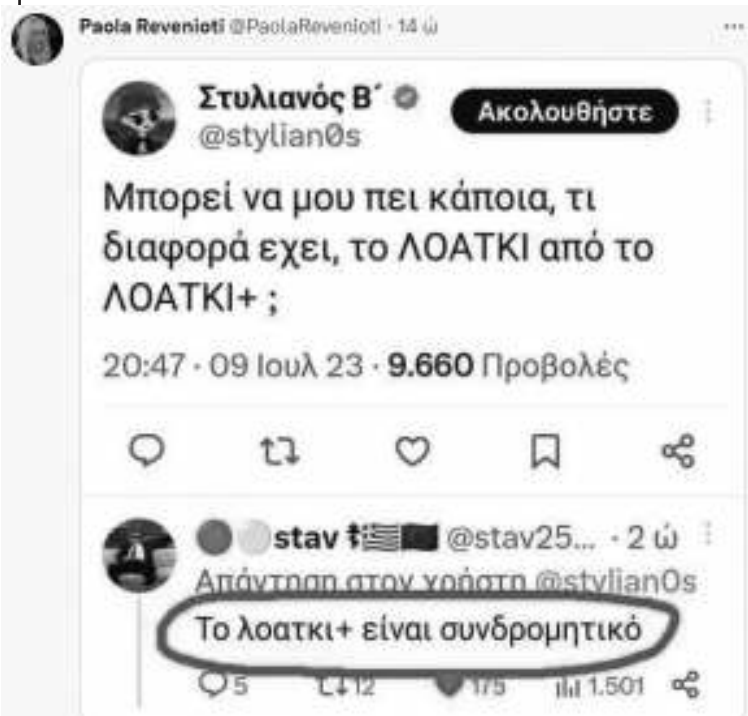 Paola Revenioti @PaolaRevenioti · 14 ώ
Στυλιανός Β΄
Ακολουθήστε
@stylian0s
Μπορεί να μου πει κάποια, τι
διαφορά εχει, το ΛΟΑΤΚΙ από το
ΛΟΑΤΚΙ+ ;
20:47 · 09 Ιουλ 23 · 9.660 Προβολές
stav @stav25... · 2 ώ
Απάντηση στον χρήστη @stylian0s
Το λοατκι+ είναι συνδρομητικό
5 12 175 1.501